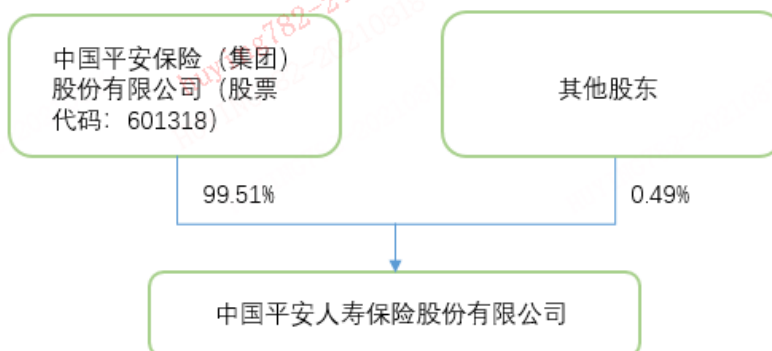 中国平安保险（集团）
股份有限公司（股票
代码：601318）
其他股东
99.51%
0.49%
中国平安人寿保险股份有限公司